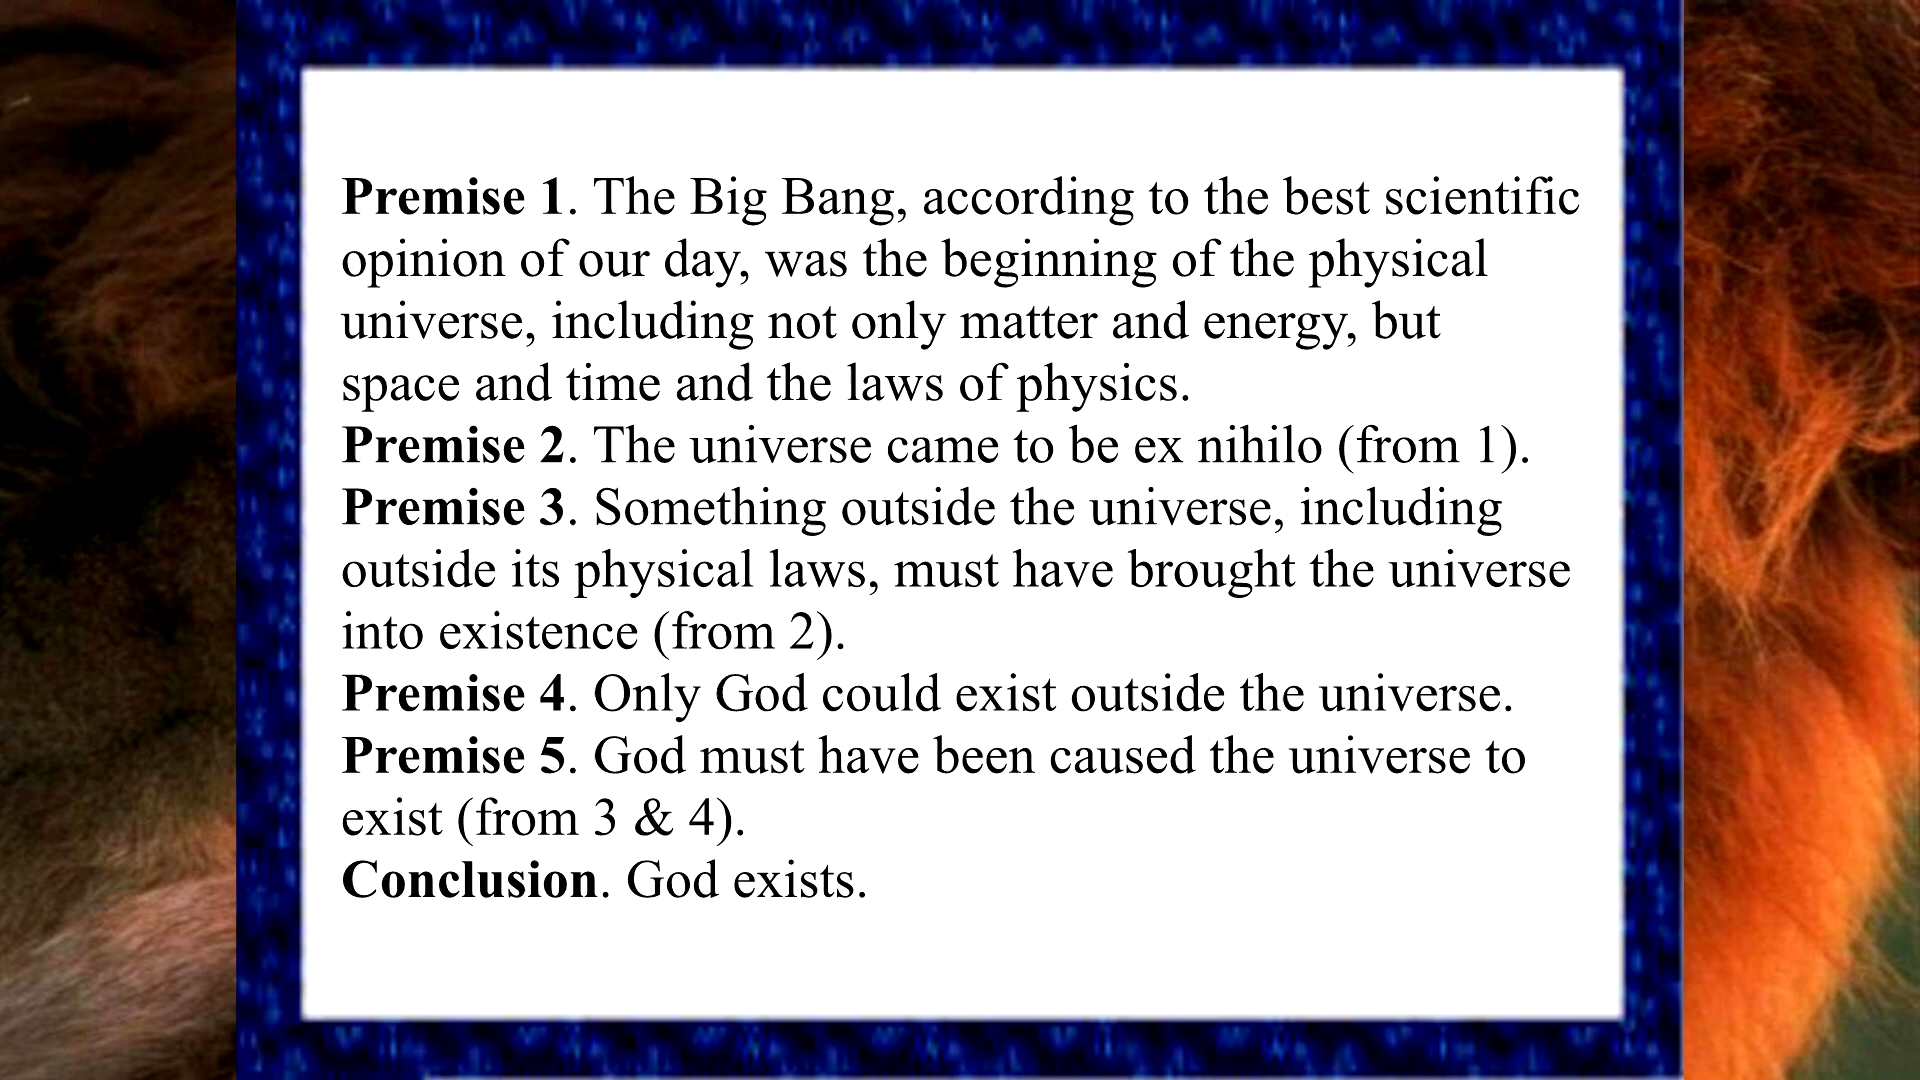 Premise 1. The Big Bang, according to the best scientific
opinion of our day, was the beginning of the physical
universe, including not only matter and energy, but
space and time and the laws of physics.
Premise 2. The universe came to be ex nihilo (from 1).
Premise 3. Something outside the universe, including
outside its physical laws, must have brought the universe
into existence (from 2).
Premise 4. Only God could exist outside the universe.
Premise 5. God must have been caused the universe to
exist (from 3 & 4).
Conclusion. God exists.